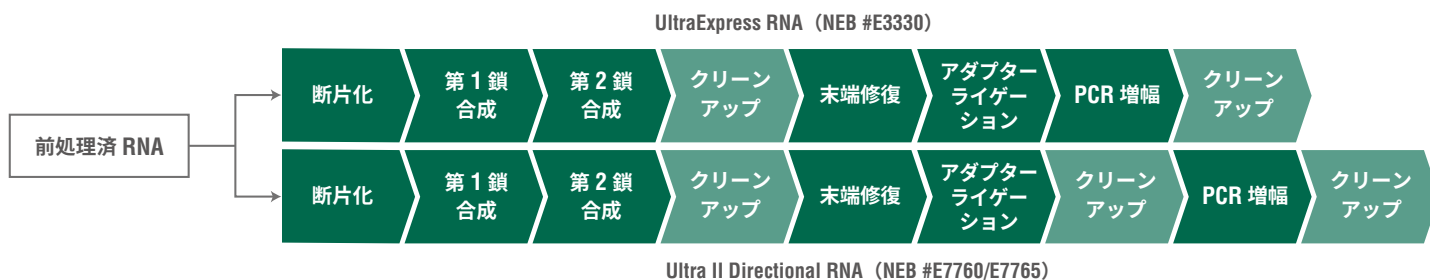 UltraExpress RNA（NEB #E3330）
前処理済 RNA
断片化
第 1 鎖
合成
第 2 鎖
合成
クリーン
アップ
末端修復
アダプター
ライゲー
ション
PCR 増幅
クリーン
アップ
断片化
第 1 鎖
合成
第 2 鎖
合成
クリーン
アップ
末端修復
アダプター
ライゲー
ション
クリーン
アップ
PCR 増幅
クリーン
アップ
Ultra II Directional RNA（NEB #E7760/E7765）